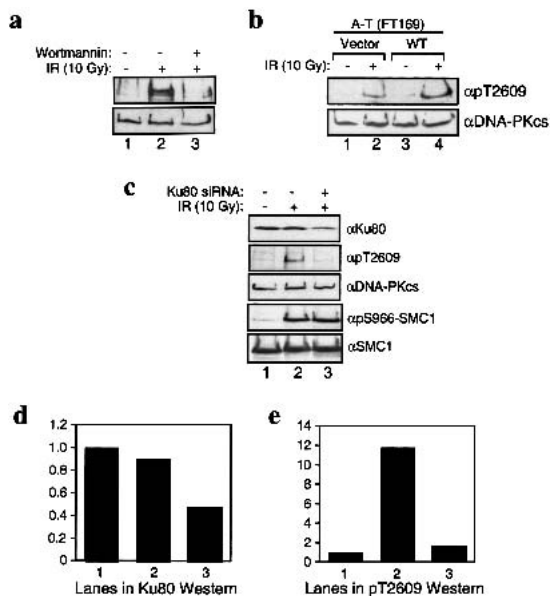 a
Wortmannin: - - +
IR (10 Gy): - + +
1 2 3
b
A-T (FT169)
Vector WT
IR (10 Gy): - + - +
αpT2609
αDNA-PKcs
1 2 3 4
c
Ku80 siRNA: - - +
IR (10 Gy): - + +
αKu80
αpT2609
αDNA-PKcs
αpS966-SMC1
αSMC1
1 2 3
d
1.2
1.0
0.8
0.6
0.4
0.2
0
1 2 3
Lanes in Ku80 Western
e
14
12
10
8
6
4
2
0
1 2 3
Lanes in pT2609 Western